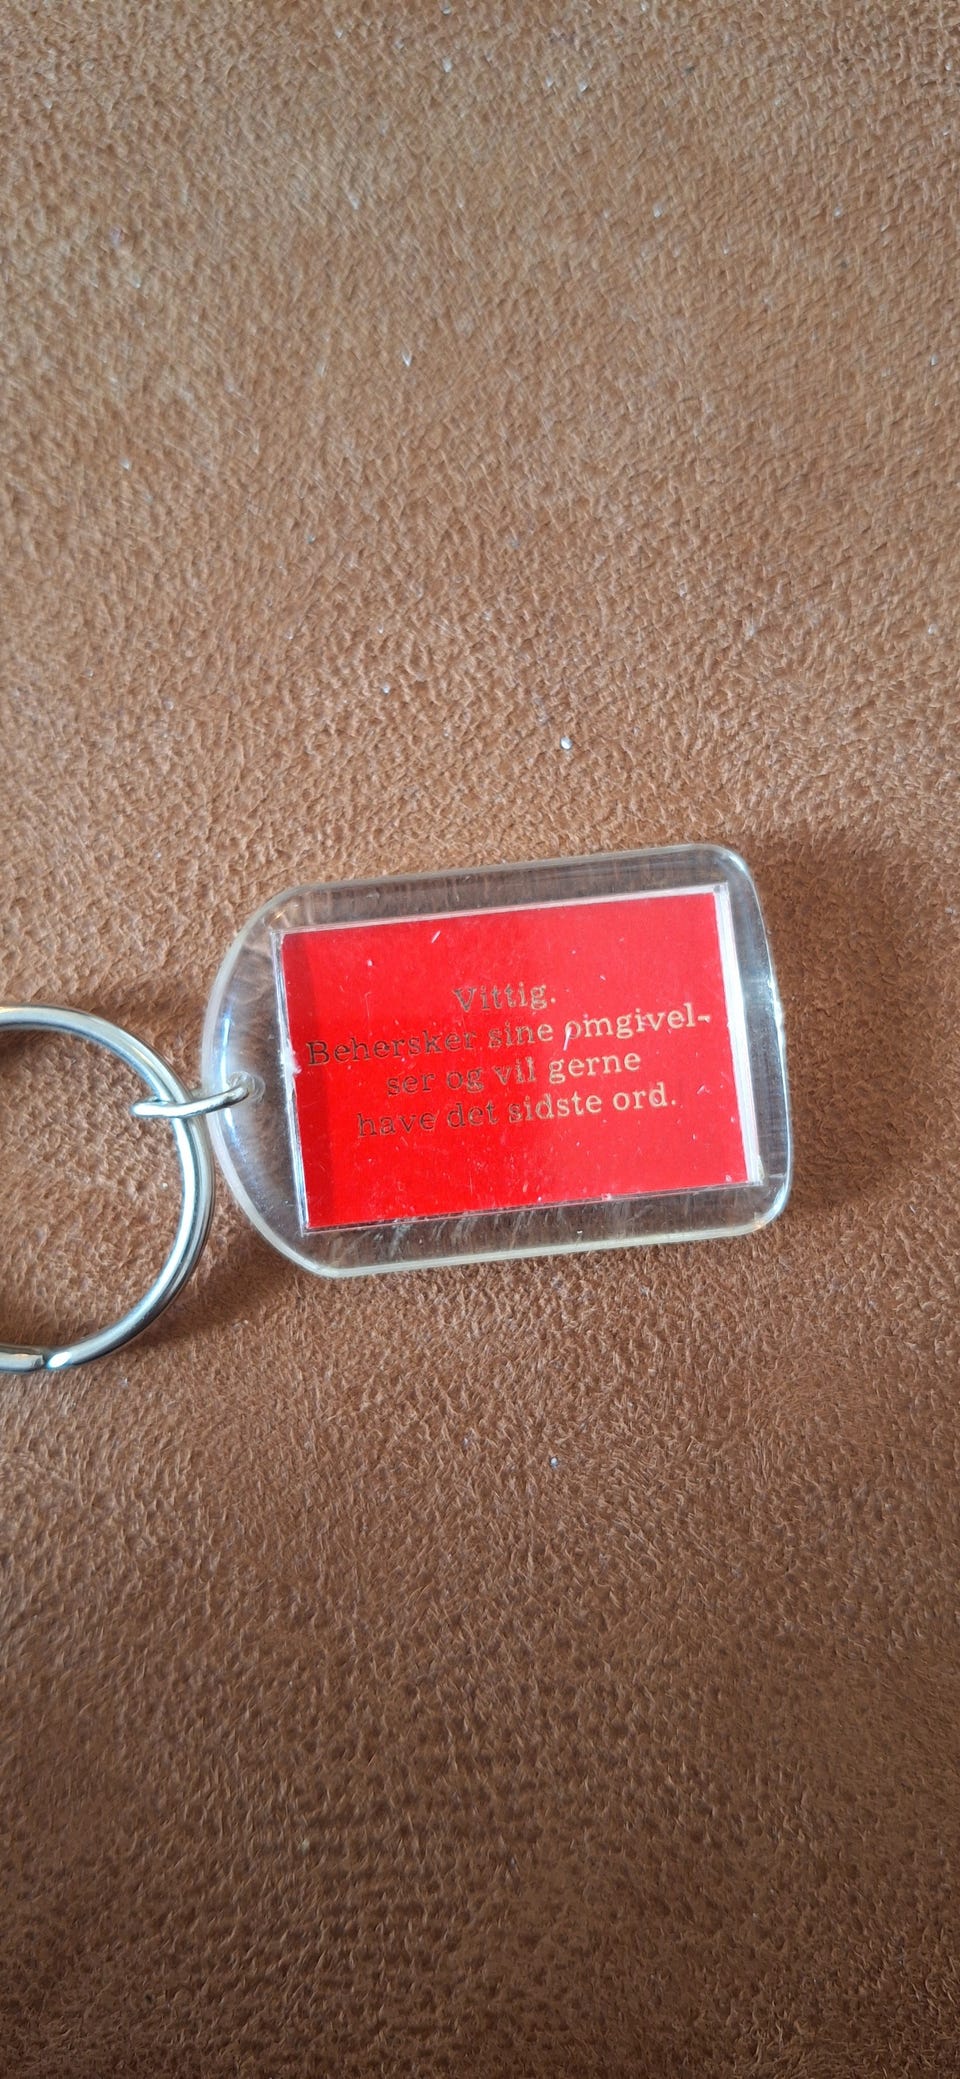 Vittig.
Behersker sine omgivel-
ser og vil gerne
have det sidste ord.